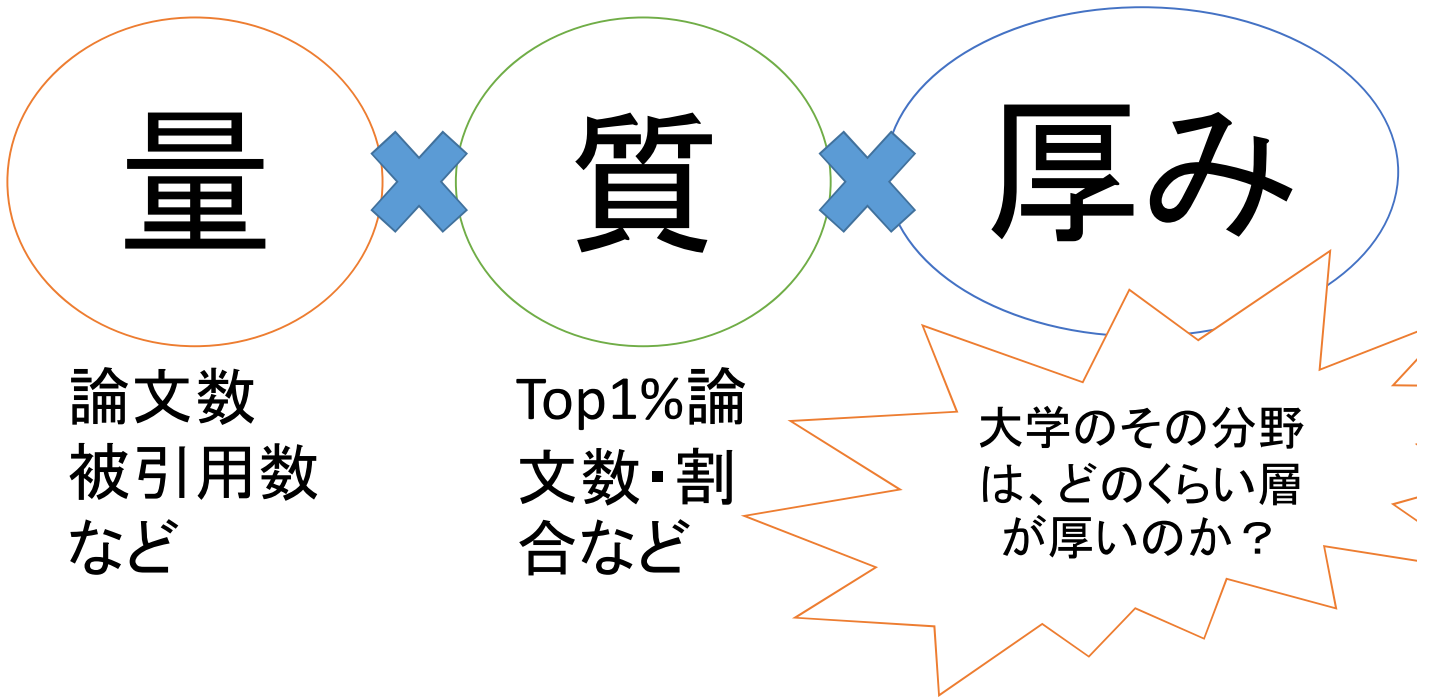 量
質
厚み
論文数
被引用数
など
Top1%論
文数・割
合など
大学のその分野
は、どのくらい層
が厚いのか？